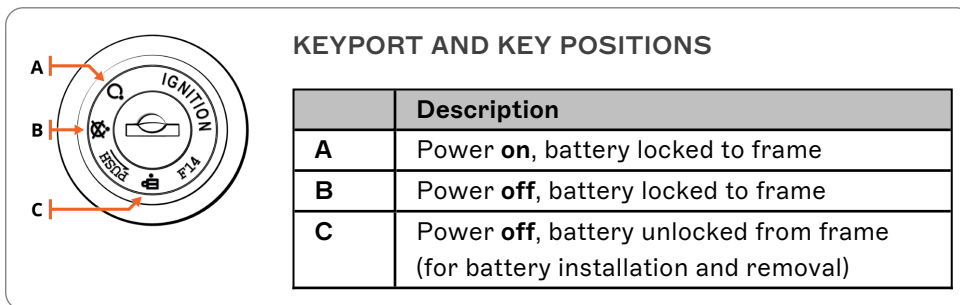 KEYPORT AND KEY POSITIONS
A
B
C
IGNITION
PUSH
F14
Description
A Power on, battery locked to frame
B Power off, battery locked to frame
C Power off, battery unlocked from frame
(for battery installation and removal)